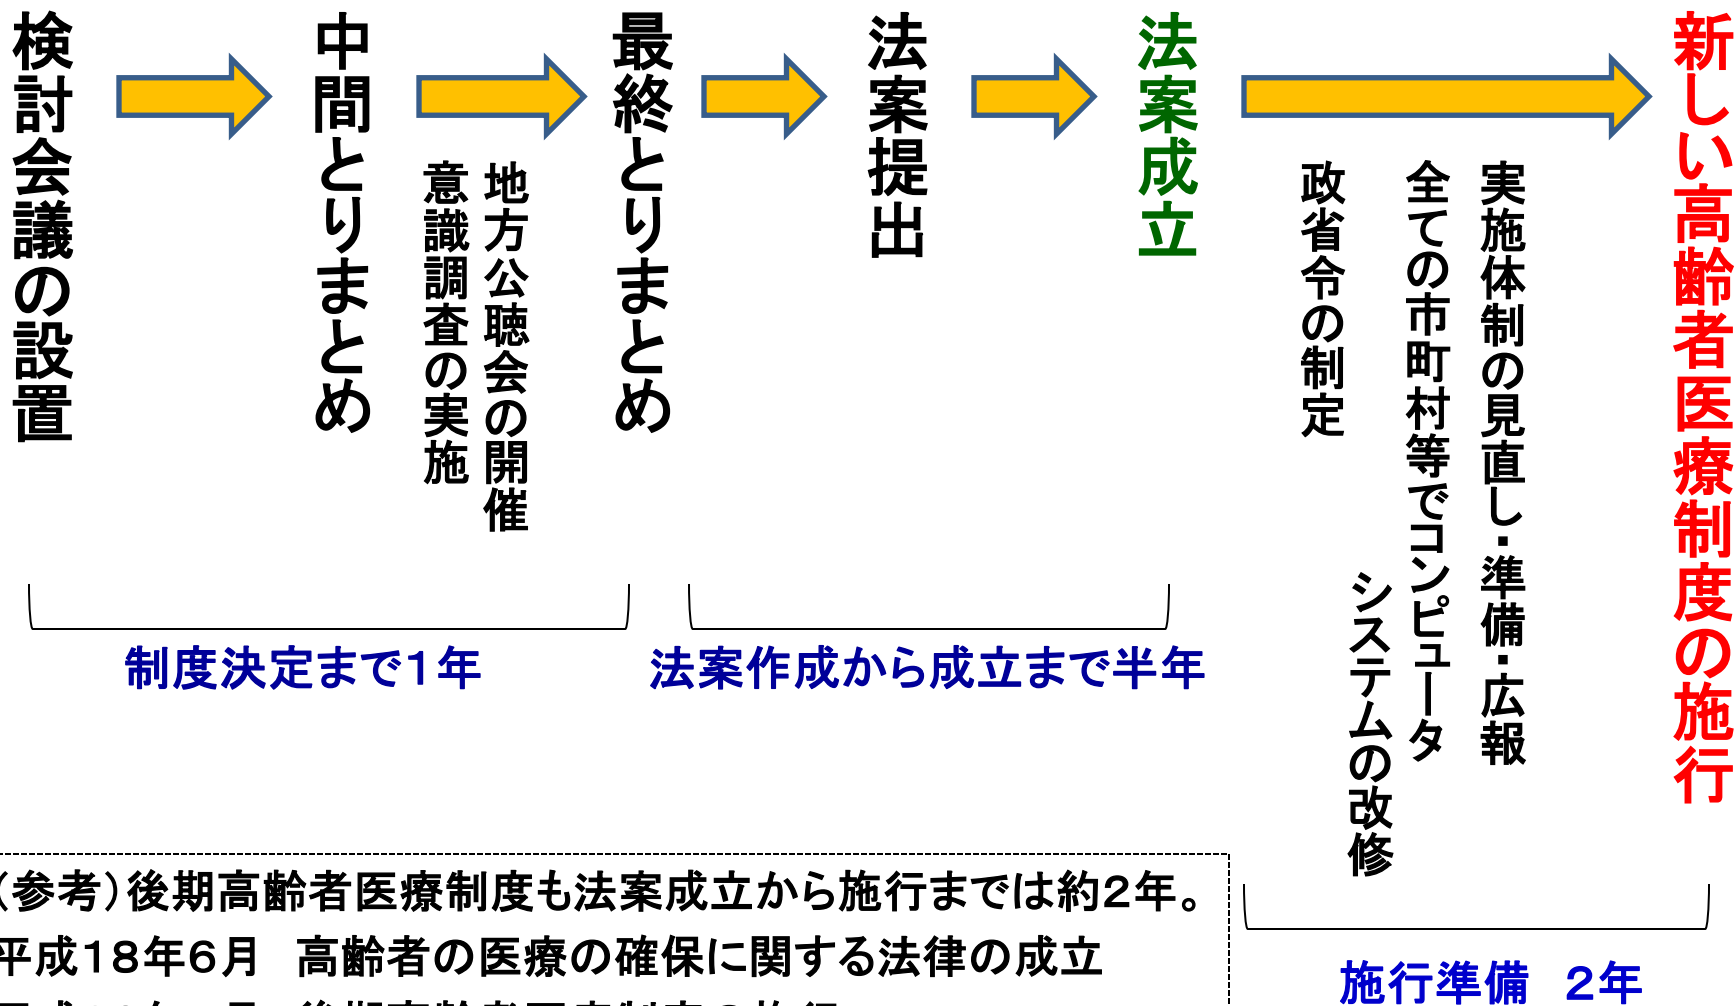 検討会議の設置
中間とりまとめ
地方公聴会の開催
意識調査の実施
最終とりまとめ
法案提出
法案成立
政省令の制定
全ての市町村等でコンピュータ
システムの改修
実施体制の見直し・準備・広報
新しい高齢者医療制度の施行
制度決定まで1年
法案作成から成立まで半年
施行準備　2年
(参考)後期高齢者医療制度も法案成立から施行までは約2年。
平成18年6月　高齢者の医療の確保に関する法律の成立